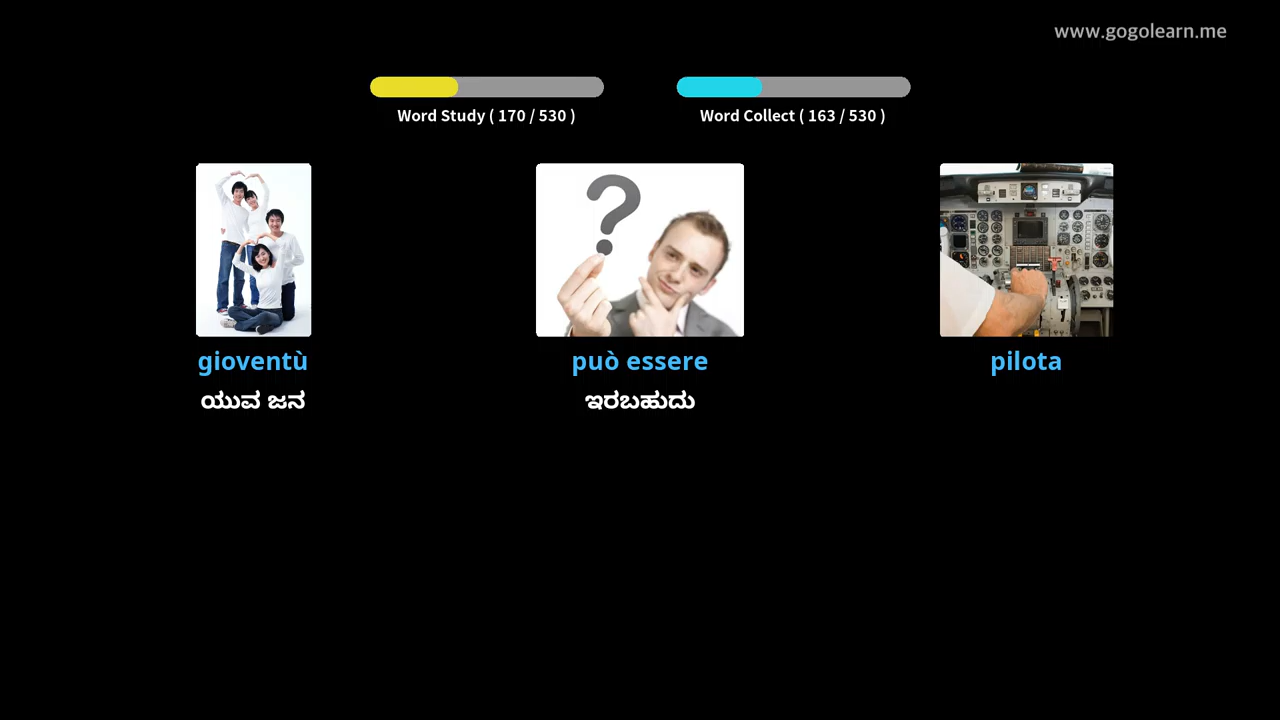 www.gogolearn.me
Word Study ( 170 / 530 )
Word Collect ( 163 / 530 )
gioventù
può essere
pilota
ಯುವ ಜನ
ಇರಬಹುದು